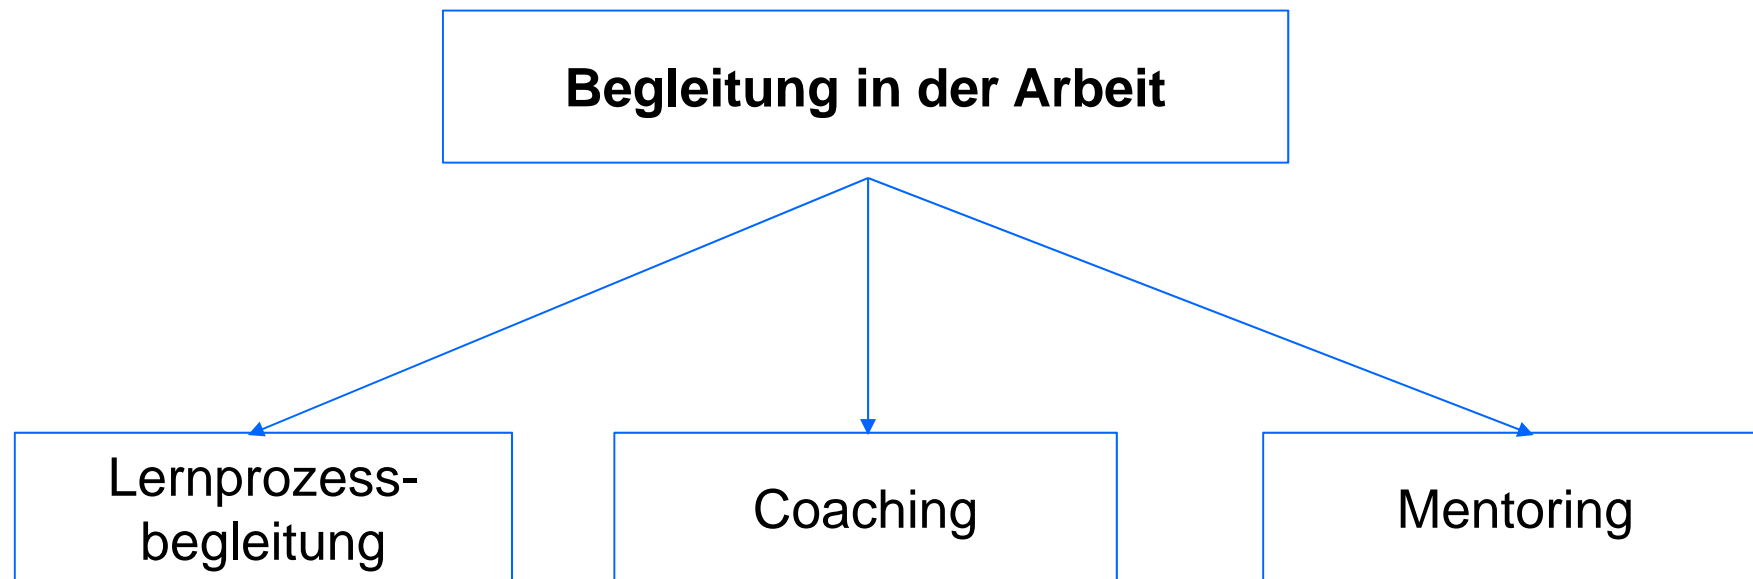 Begleitung in der Arbeit
Lernprozess-
begleitung
Coaching
Mentoring